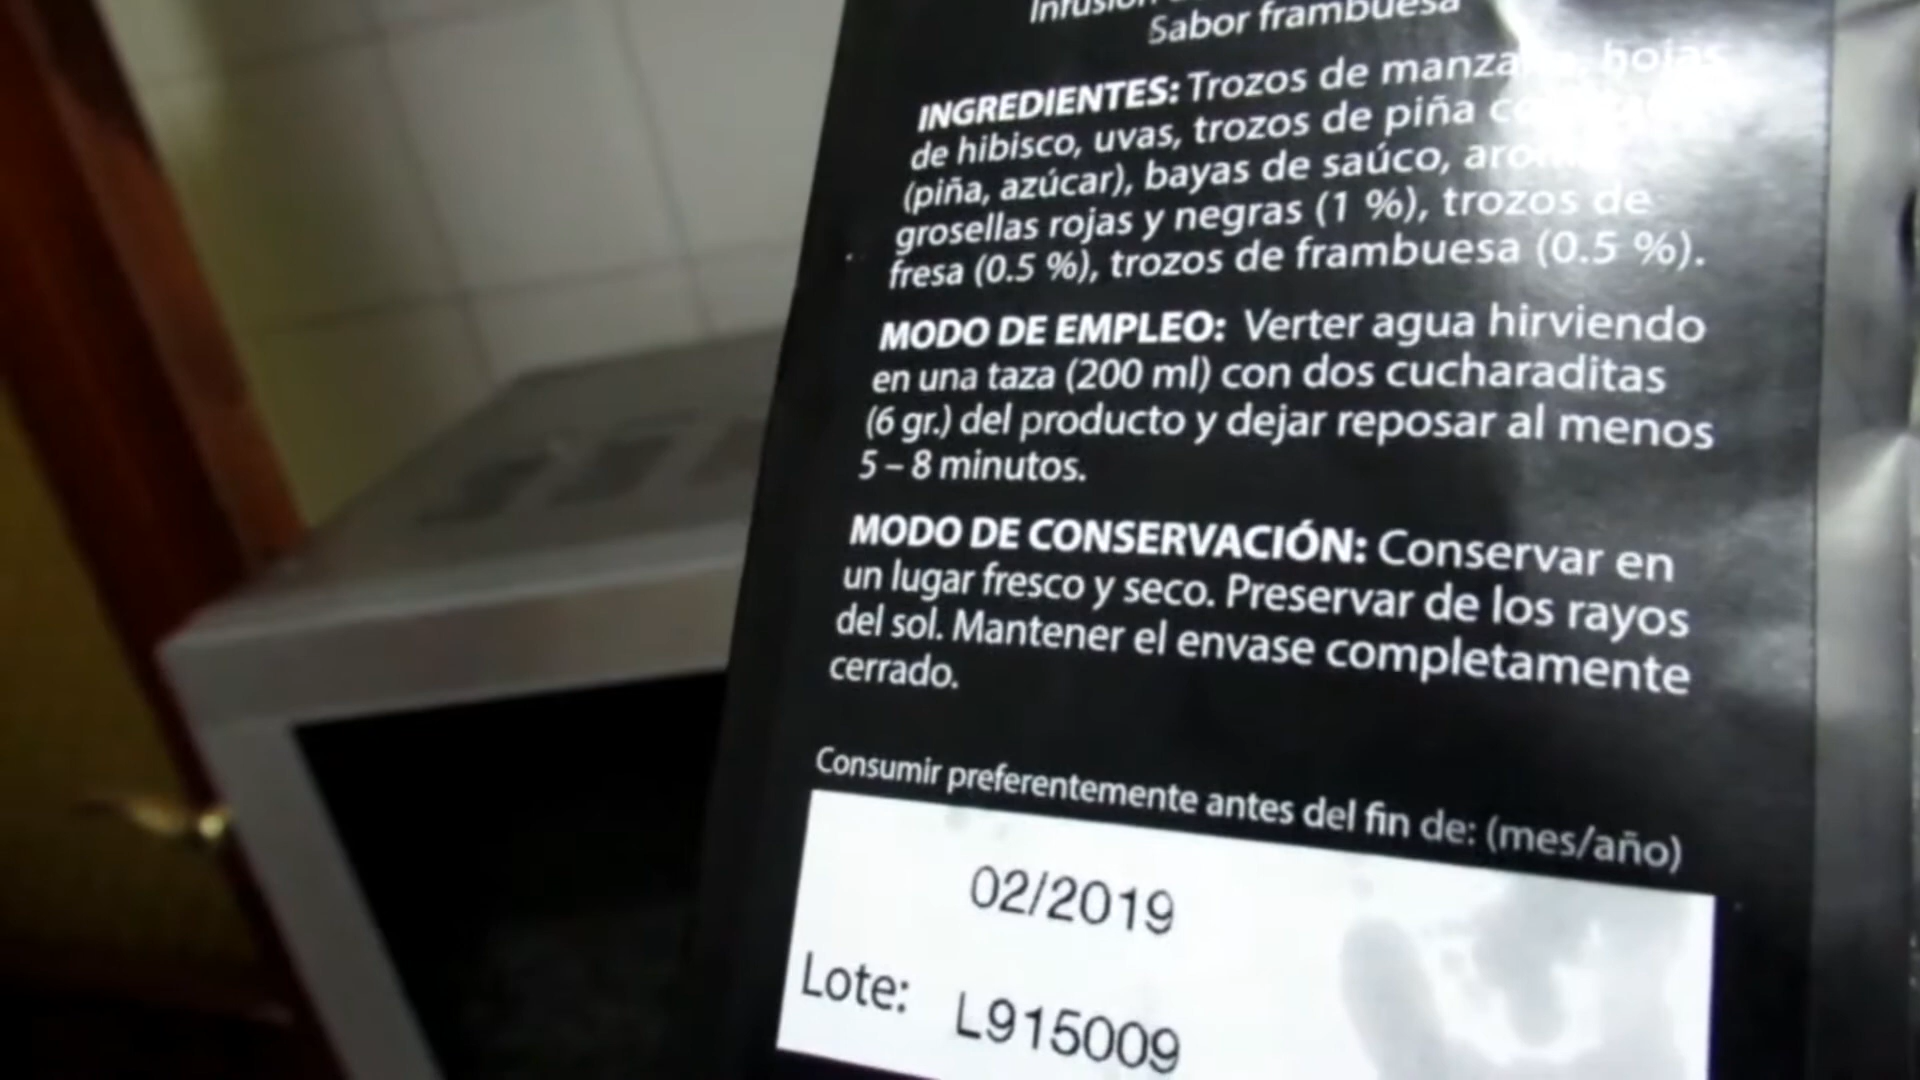 Infusión
Sabor frambuesa
INGREDIENTES: Trozos de manzana, hojas
de hibisco, uvas, trozos de piña
(piña, azúcar), bayas de saúco, aroma,
grosellas rojas y negras (1 %), trozos de
fresa (0.5 %), trozos de frambuesa (0.5 %).
MODO DE EMPLEO: Verter agua hirviendo
en una taza (200 ml) con dos cucharaditas
(6 gr.) del producto y dejar reposar al menos
5 – 8 minutos.
MODO DE CONSERVACIÓN: Conservar en
un lugar fresco y seco. Preservar de los rayos
del sol. Mantener el envase completamente
cerrado.
Consumir preferentemente antes del fin de: (mes/año)
02/2019
Lote: L915009